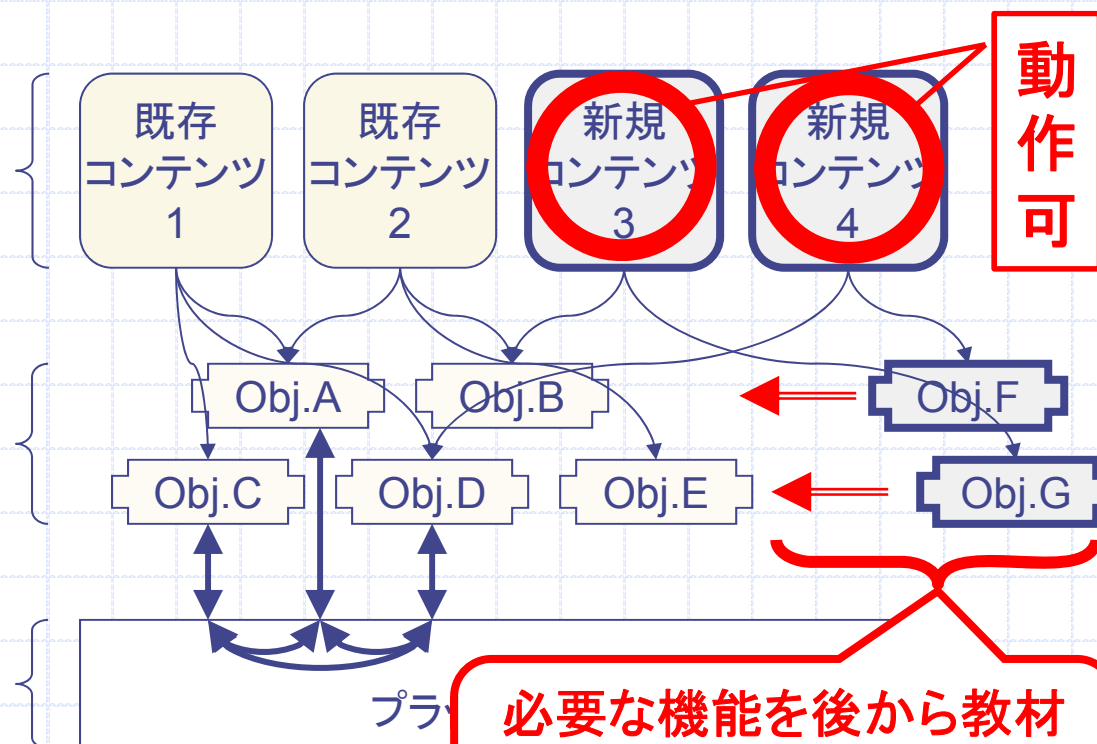 既存
コンテンツ
1
既存
コンテンツ
2
新規
コンテンツ
3
新規
コンテンツ
4
動
作
可
Obj.A
Obj.B
Obj.F
Obj.C
Obj.D
Obj.E
Obj.G
プラ
必要な機能を後から教材